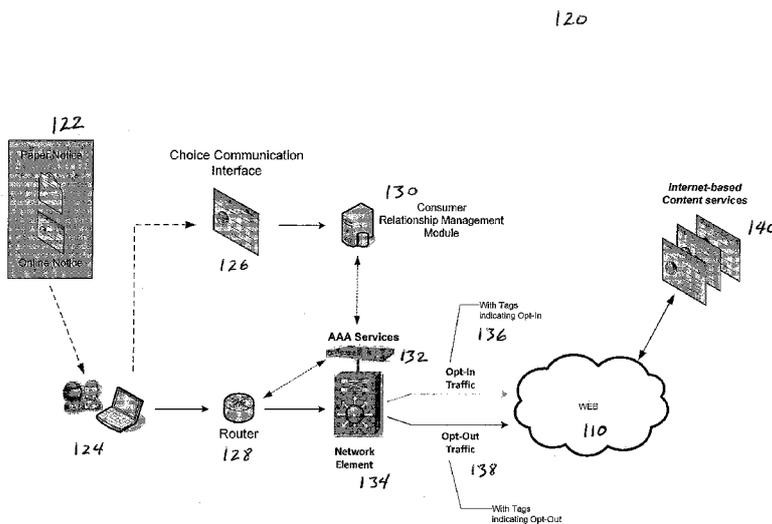 120
122
Paper Notice
Online Notice
124
Choice Communication
Interface
126
130
Consumer
Relationship Management
Module
Router
128
AAA Services
132
Network
Element
134
With Tags
indicating Opt-In
136
Opt-In
Traffic
Opt-Out
Traffic
138
With Tags
indicating Opt-Out
WEB
110
Internet-based
Content services
140